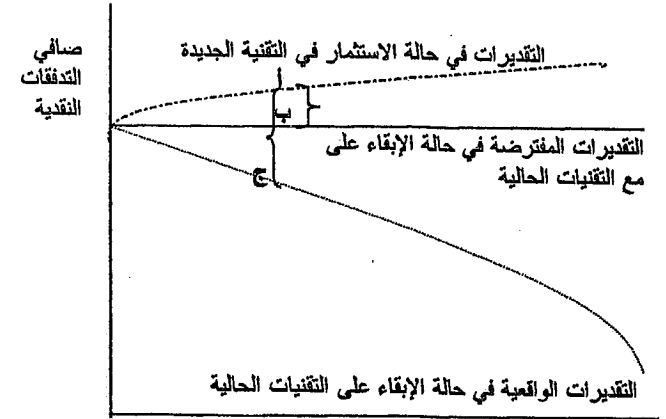 صافي
التدفقات
النقدية
التقديرات في حالة الاستثمار في التقنية الجديدة
ب
التقديرات المفترضة في حالة الإبقاء على
مع التقنيات الحالية
ج
التقديرات الواقعية في حالة الإبقاء على التقنيات الحالية